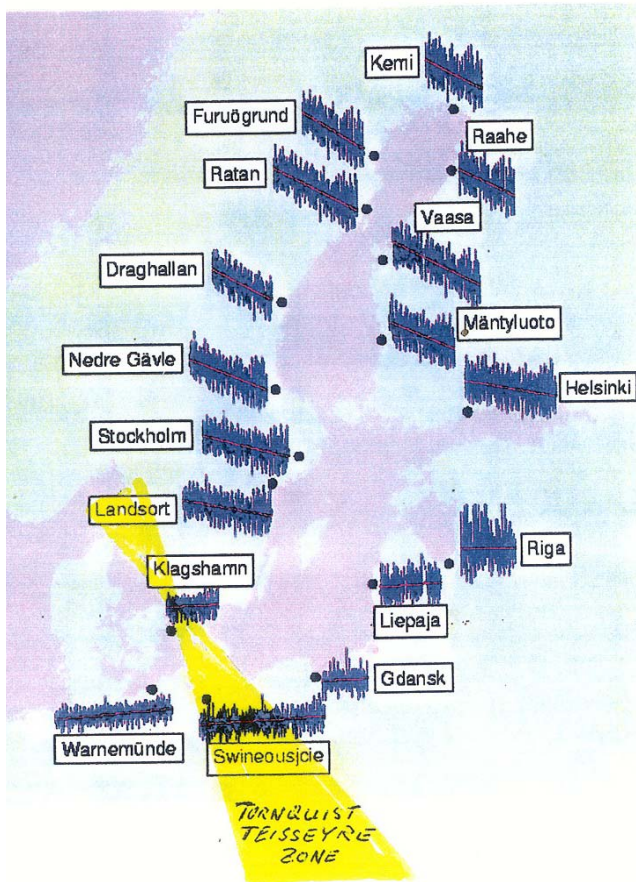 Kemi
Furuögrund
Raahe
Ratan
Vaasa
Draghallan
Mäntyluoto
Nedre Gävle
Helsinki
Stockholm
Landsort
Riga
Klagshamn
Liepaja
Gdansk
Warnemünde
Swineousjcie
TORNQUIST
TEISSEYRE
ZONE